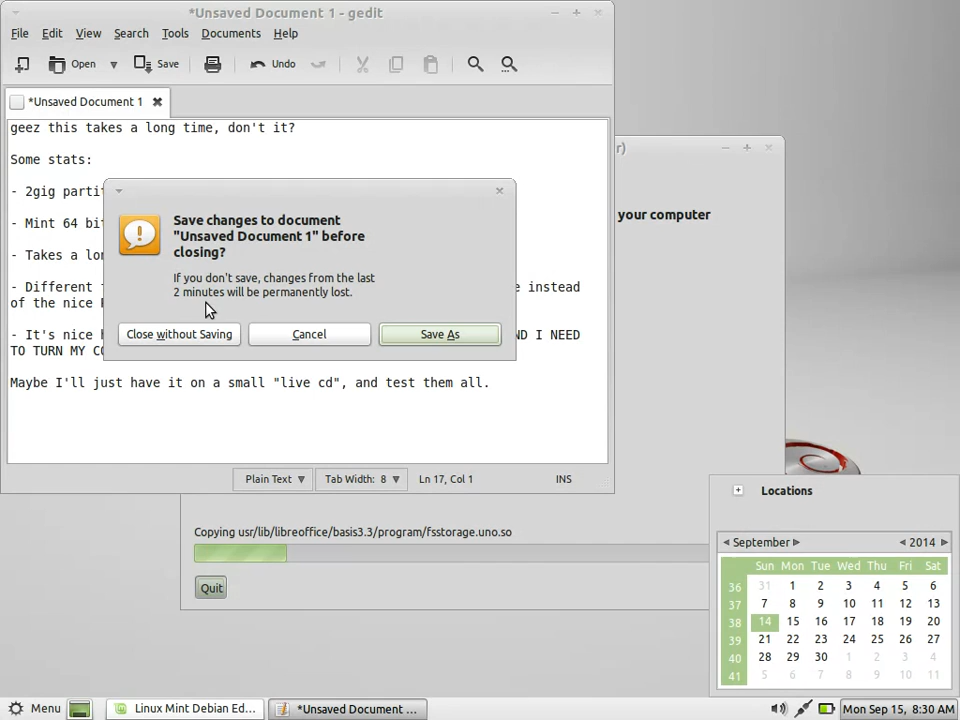 *Unsaved Document 1 - gedit
File Edit View Search Tools Documents Help
Open Save Undo
*Unsaved Document 1
geez this takes a long time, don't it?
Some stats:
- 2gig parti
- Mint 64 bi
- Takes a lo
- Different e instead
of the nice
- It's nice ND I NEED
TO TURN MY CO
Maybe I'll just have it on a small "live cd", and test them all.
Save changes to document
"Unsaved Document 1" before
closing?
If you don't save, changes from the last
2 minutes will be permanently lost.
Close without Saving Cancel Save As
Plain Text Tab Width: 8 Ln 17, Col 1 INS
r)
your computer
Copying usr/lib/libreoffice/basis3.3/program/fsstorage.uno.so
Quit
Locations
September 2014
Sun Mon Tue Wed Thu Fri Sat
36 31 1 2 3 4 5 6
37 7 8 9 10 11 12 13
38 14 15 16 17 18 19 20
39 21 22 23 24 25 26 27
40 28 29 30 1 2 3 4
41 5 6 7 8 9 10 11
Menu Linux Mint Debian Ed... *Unsaved Document ... Mon Sep 15, 8:30 AM